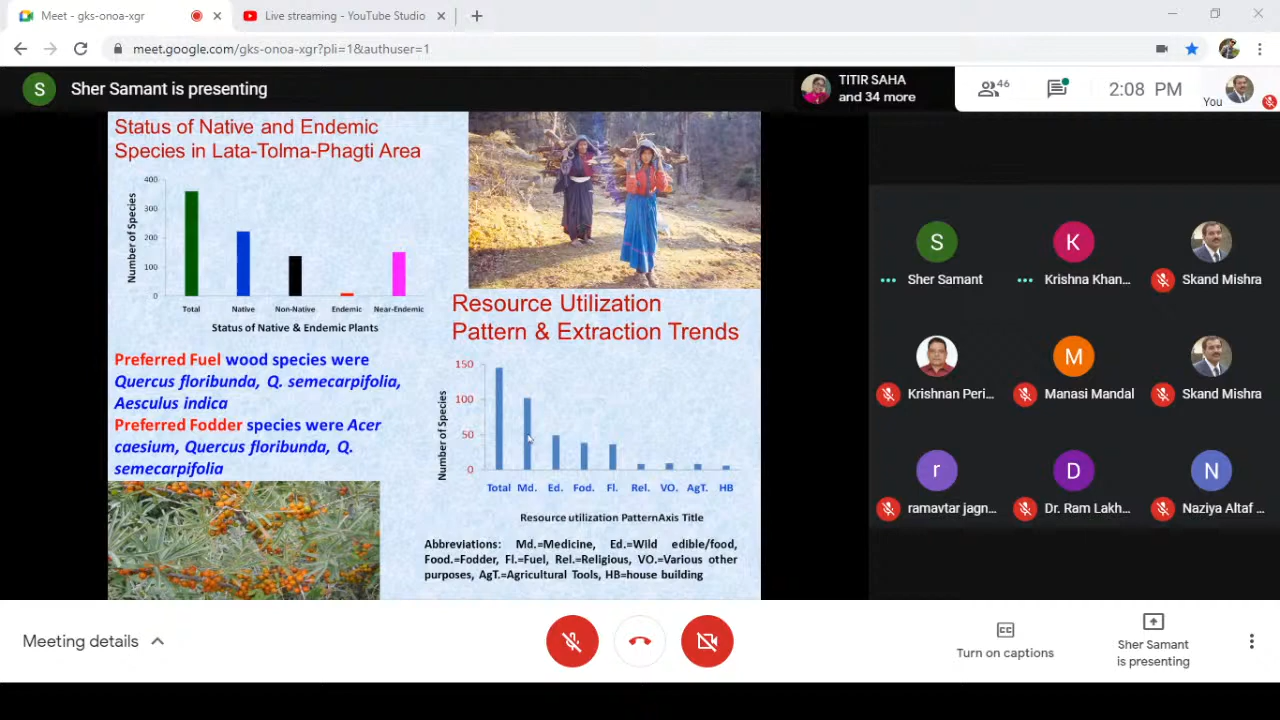 Meet - gks-onoa-xgr
Live streaming - YouTube Studio
meet.google.com/gks-onoa-xgr?pli=1&authuser=1
S
Sher Samant is presenting
TITIR SAHA
and 34 more
46
2:08 PM
You
Status of Native and Endemic
Species in Lata-Tolma-Phagti Area
Number of Species
400
300
200
100
0
Total Native Non-Native Endemic Near-Endemic
Status of Native & Endemic Plants
Preferred Fuel wood species were
Quercus floribunda, Q. semecarpifolia,
Aesculus indica
Preferred Fodder species were Acer
caesium, Quercus floribunda, Q.
semecarpifolia
Resource Utilization
Pattern & Extraction Trends
Number of Species
150
100
50
0
Total Md. Ed. Fod. Fl. Rel. VO. AgT. HB
Resource utilization PatternAxis Title
Abbreviations: Md.=Medicine, Ed.=Wild edible/food,
Food.=Fodder, Fl.=Fuel, Rel.=Religious, VO.=Various other
purposes, AgT.=Agricultural Tools, HB=house building
S
Sher Samant
K
Krishna Khan...
Skand Mishra
Krishnan Peri...
M
Manasi Mandal
Skand Mishra
r
ramavtar jagn...
D
Dr. Ram Lakh...
N
Naziya Altaf ...
Meeting details
CC
Turn on captions
Sher Samant
is presenting